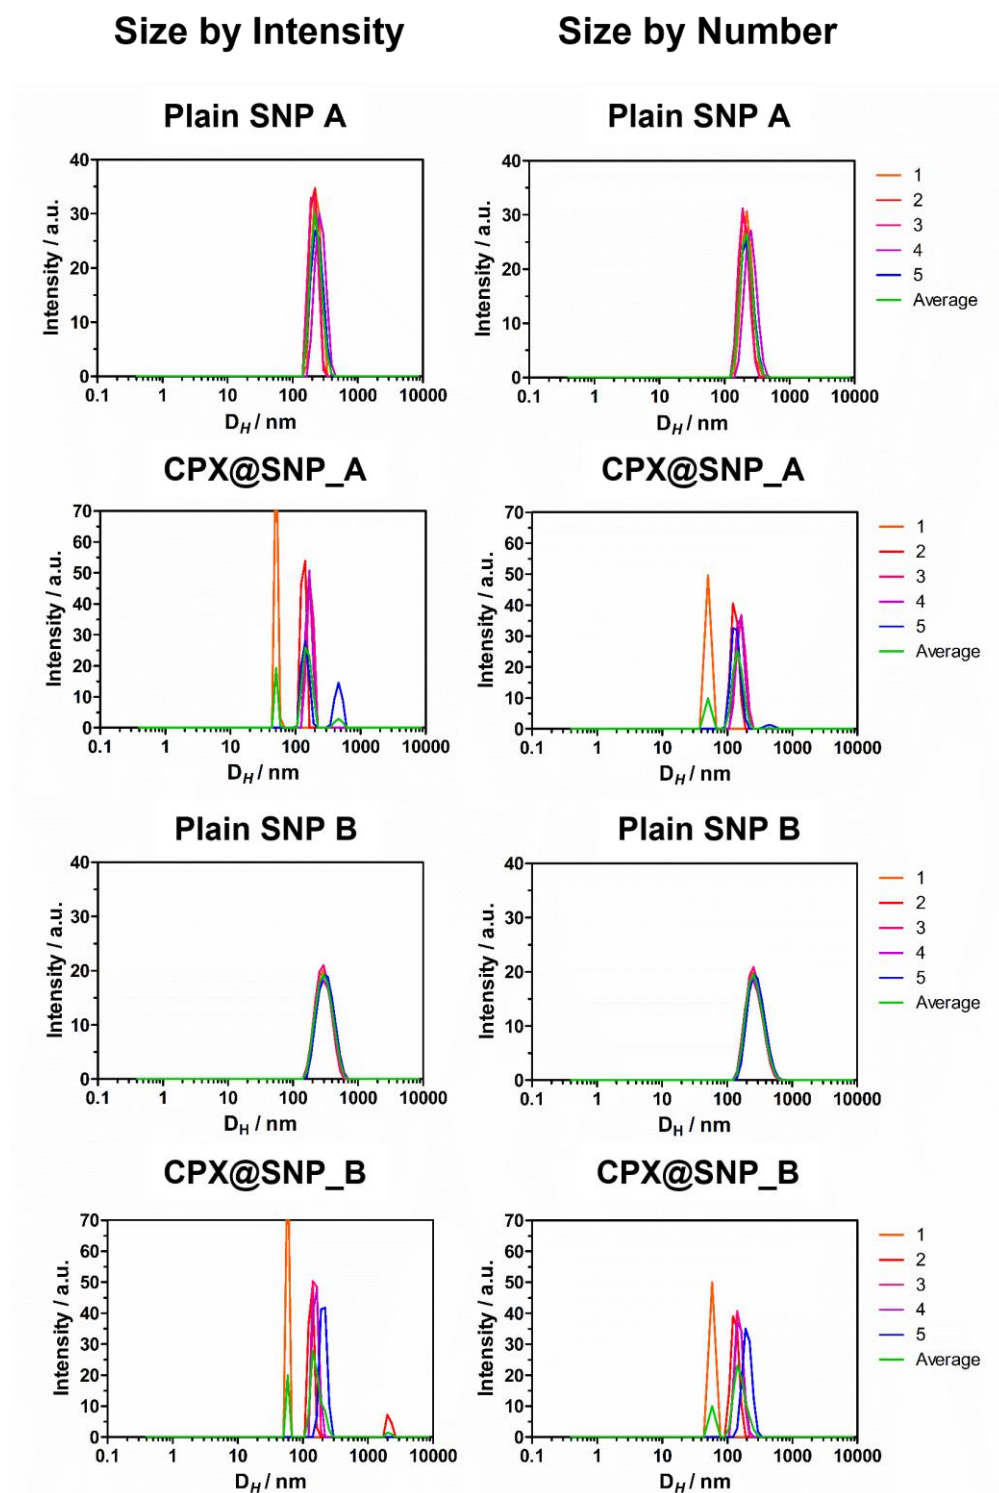 Size by Intensity Size by Number
Plain SNP A Plain SNP A
40 40
30 30
20 20
10 10
0 0
0.1 1 10 100 1000 10000 0.1 1 10 100 1000 10000
Intensity / a.u. Intensity / a.u.
DH / nm DH / nm
1
2
3
4
5
Average
CPX@SNP_A CPX@SNP_A
70 70
60 60
50 50
40 40
30 30
20 20
10 10
0 0
0.1 1 10 100 1000 10000 0.1 1 10 100 1000 10000
Intensity / a.u. Intensity / a.u.
DH / nm DH / nm
1
2
3
4
5
Average
Plain SNP B Plain SNP B
40 40
30 30
20 20
10 10
0 0
0.1 1 10 100 1000 10000 0.1 1 10 100 1000 10000
Intensity / a.u. Intensity / a.u.
DH / nm DH / nm
1
2
3
4
5
Average
CPX@SNP_B CPX@SNP_B
70 70
60 60
50 50
40 40
30 30
20 20
10 10
0 0
0.1 1 10 100 1000 10000 0.1 1 10 100 1000 10000
Intensity / a.u. Intensity / a.u.
DH / nm DH / nm
1
2
3
4
5
Average